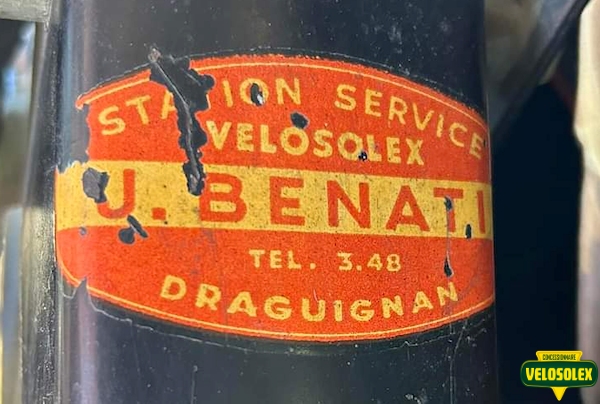 STATION SERVICE
VELOSOLEX
J. BENATI
TEL. 3.48
DRAGUIGNAN
CONCESSIONNAIRE
VELOSOLEX